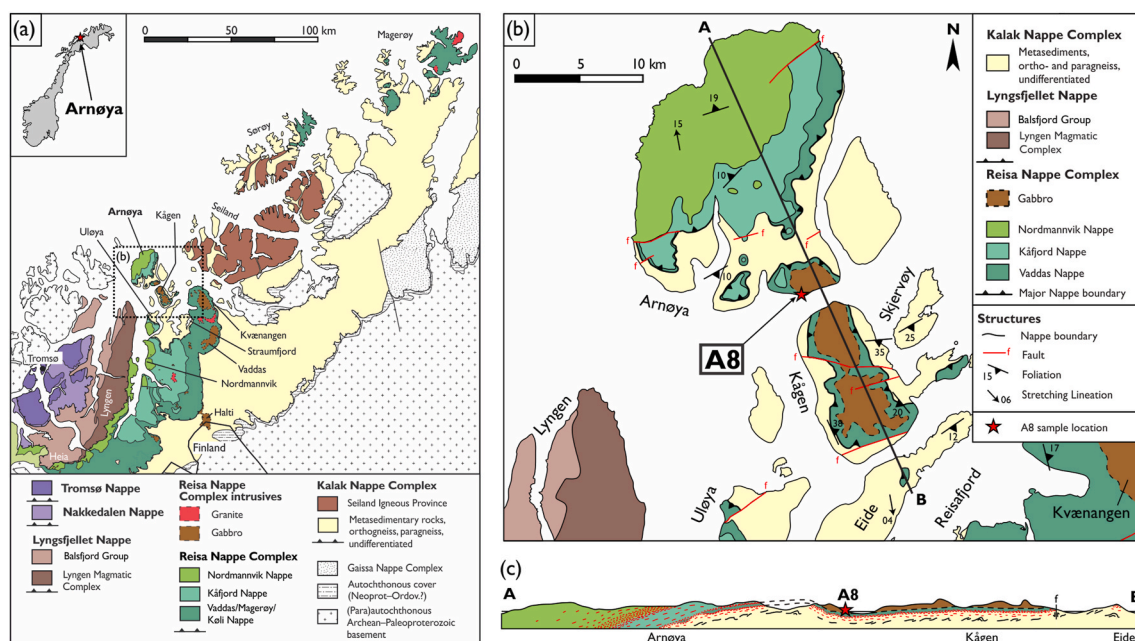 (a)
Arnøya
0
50
100 km
Magerøy
Sørøy
Seiland
Arnøya
Kågen
Uløya
(b)
Kvænangen
Straumfjord
Vaddas
Nordmannvik
Tromsø
Lyngen
Halti
Finland
Heia
Tromsø Nappe
Nakkedalen Nappe
Lyngsfjellet Nappe
Balsfjord Group
Lyngen Magmatic
Complex
Reisa Nappe
Complex intrusives
Granite
Gabbro
Reisa Nappe Complex
Nordmannvik Nappe
Kåfjord Nappe
Vaddas/Magerøy/
Køli Nappe
Kalak Nappe Complex
Seiland Igneous Province
Metasedimentary rocks,
orthogneiss, paragneiss,
undifferentiated
Gaissa Nappe Complex
Autochthonous cover
(Neoprot–Ordov.?)
(Para)autochthonous
Archean–Paleoproterozoic
basement
(b)
A
N
0
5
10 km
19
15
10
f
f
f
f
f
10
Arnøya
A8
Skjervøy
25
35
f
f
Kågen
20
38
f
12
Lyngen
B
17
Uløya
f
Eide
04
Reisafjord
Kvænangen
f
Kalak Nappe Complex
Metasediments,
ortho- and paragneiss,
undifferentiated
Lyngsfjellet Nappe
Balsfjord Group
Lyngen Magmatic
Complex
Reisa Nappe Complex
Gabbro
Nordmannvik Nappe
Kåfjord Nappe
Vaddas Nappe
Major Nappe boundary
Structures
Nappe boundary
f
Fault
15
Foliation
06
Stretching Lineation
A8 sample location
(c)
A
A8
f
B
Arnøya
Kågen
Eide